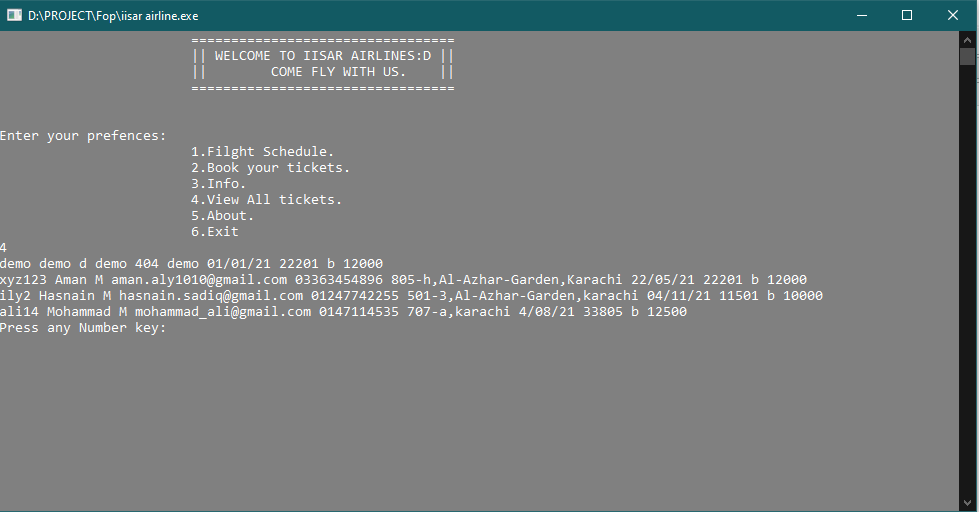 D:\PROJECT\Fop\iisar airline.exe
=================================
|| WELCOME TO IISAR AIRLINES:D ||
||        COME FLY WITH US.    ||
=================================
Enter your prefences:
1.Filght Schedule.
2.Book your tickets.
3.Info.
4.View All tickets.
5.About.
6.Exit
4
demo demo d demo 404 demo 01/01/21 22201 b 12000
xyz123 Aman M aman.aly1010@gmail.com 03363454896 805-h,Al-Azhar-Garden,Karachi 22/05/21 22201 b 12000
ily2 Hasnain M hasnain.sadiq@gmail.com 01247742255 501-3,Al-Azhar-Garden,karachi 04/11/21 11501 b 10000
ali14 Mohammad M mohammad_ali@gmail.com 0147114535 707-a,karachi 4/08/21 33805 b 12500
Press any Number key: